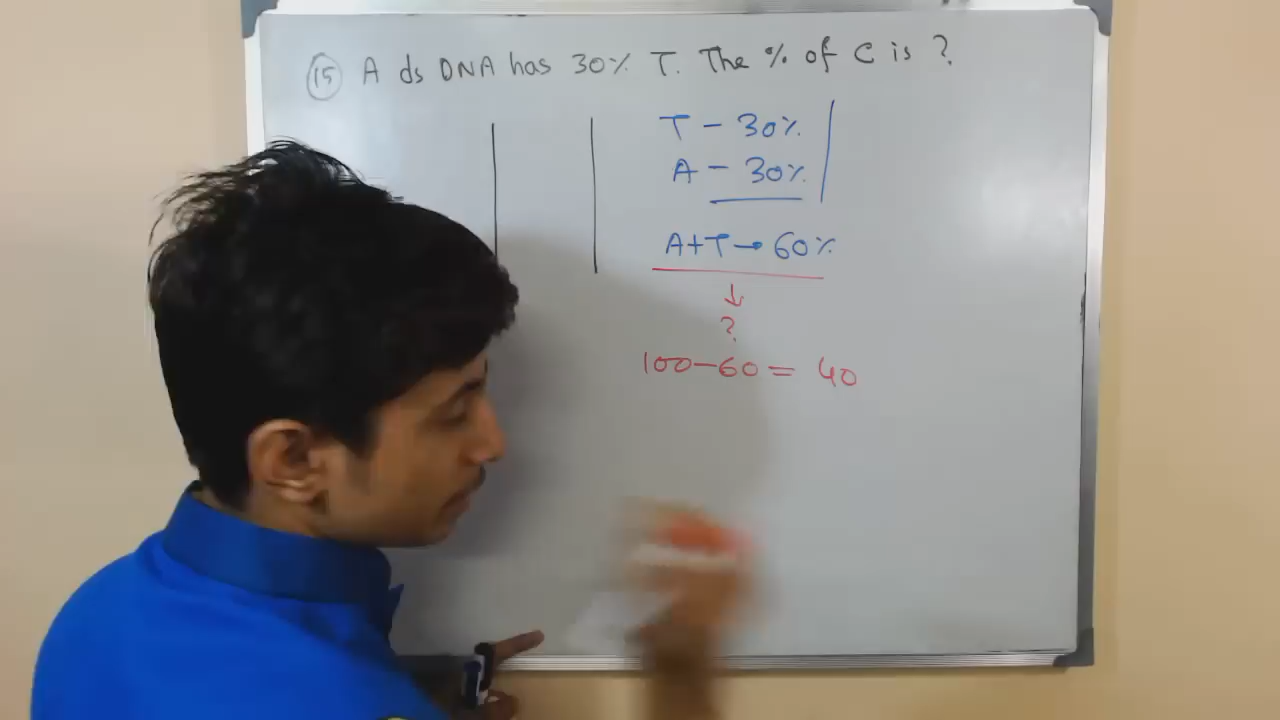 15 A ds DNA has 30% T. The % of C is ?
T – 30%
A – 30%
A+T → 60%
↓
?
100–60 = 40